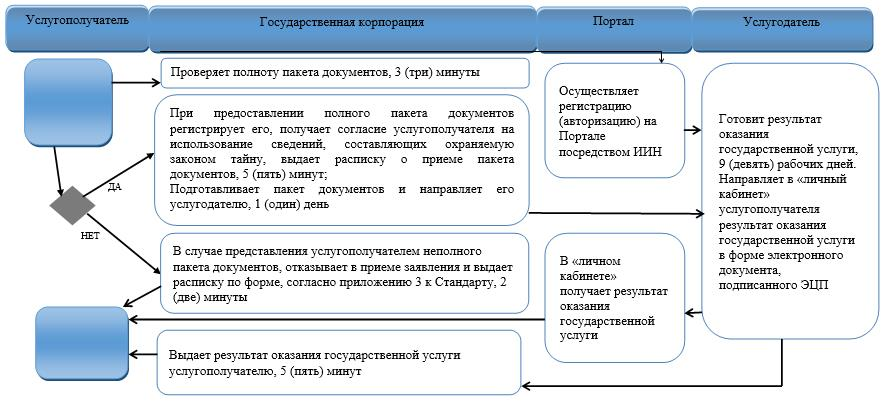 Услугополучатель
Государственная корпорация
Портал
Услугодатель
Проверяет полноту пакета документов, 3 (три) минуты
При предоставлении полного пакета документов
регистрирует его, получает согласие услугополучателя на
использование сведений, составляющих охраняемую
законом тайну, выдает расписку о приеме пакета
документов, 5 (пять) минут;
Подготавливает пакет документов и направляет его
услугодателю, 1 (один) день
ДА
НЕТ
В случае представления услугополучателем неполного
пакета документов, отказывает в приеме заявления и выдает
расписку по форме, согласно приложению 3 к Стандарту, 2
(две) минуты
Выдает результат оказания государственной услуги
услугополучателю, 5 (пять) минут
Осуществляет
регистрацию
(авторизацию) на
Портале
посредством ИИН
В «личном
кабинете»
получает результат
оказания
государственной
услуги
Готовит результат
оказания
государственной услуги,
9 (девять) рабочих дней.
Направляет в «личный
кабинет»
услугополучателя
результат оказания
государственной услуги
в форме электронного
документа,
подписанного ЭЦП